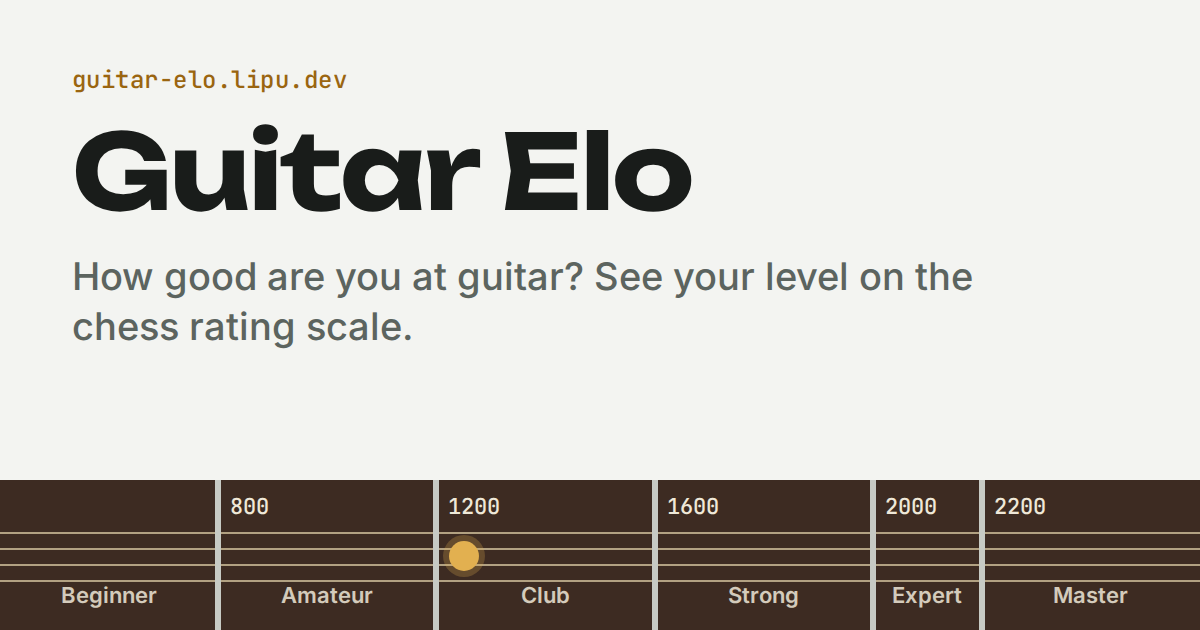 guitar-elo.lipu.dev
Guitar Elo
How good are you at guitar? See your level on the
chess rating scale.
800 1200 1600 2000 2200
Beginner Amateur Club Strong Expert Master